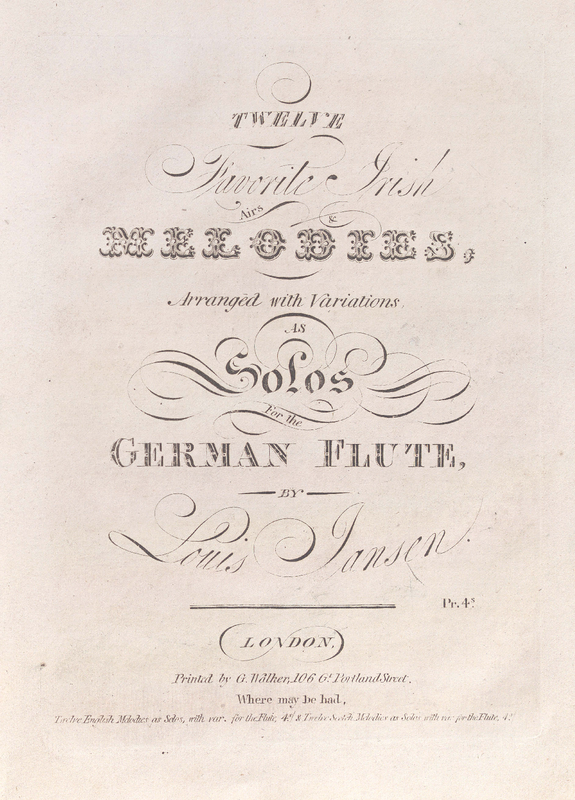 TWELVE
Favorite Irish
Airs &
MELODIES,
Arranged with Variations,
AS
Solos
For the
GERMAN FLUTE,
BY
Louis Jansen.
Pr. 4s.
LONDON,
Printed by G. Walker, 106 Gt. Portland Street.
Where may be had,
Twelve English Melodies as Solos, with var. for the Flute, 4s. & Twelve Scotch Melodies as Solos with var. for the Flute, 4s.